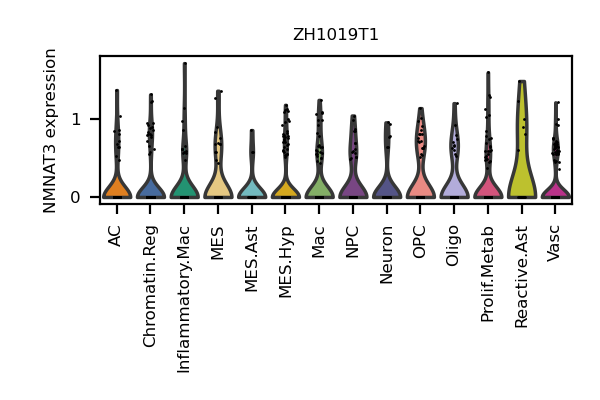 ZH1019T1
NMNAT3 expression
1
0
AC
Chromatin.Reg
Inflammatory.Mac
MES
MES.Ast
MES.Hyp
Mac
NPC
Neuron
OPC
Oligo
Prolif.Metab
Reactive.Ast
Vasc